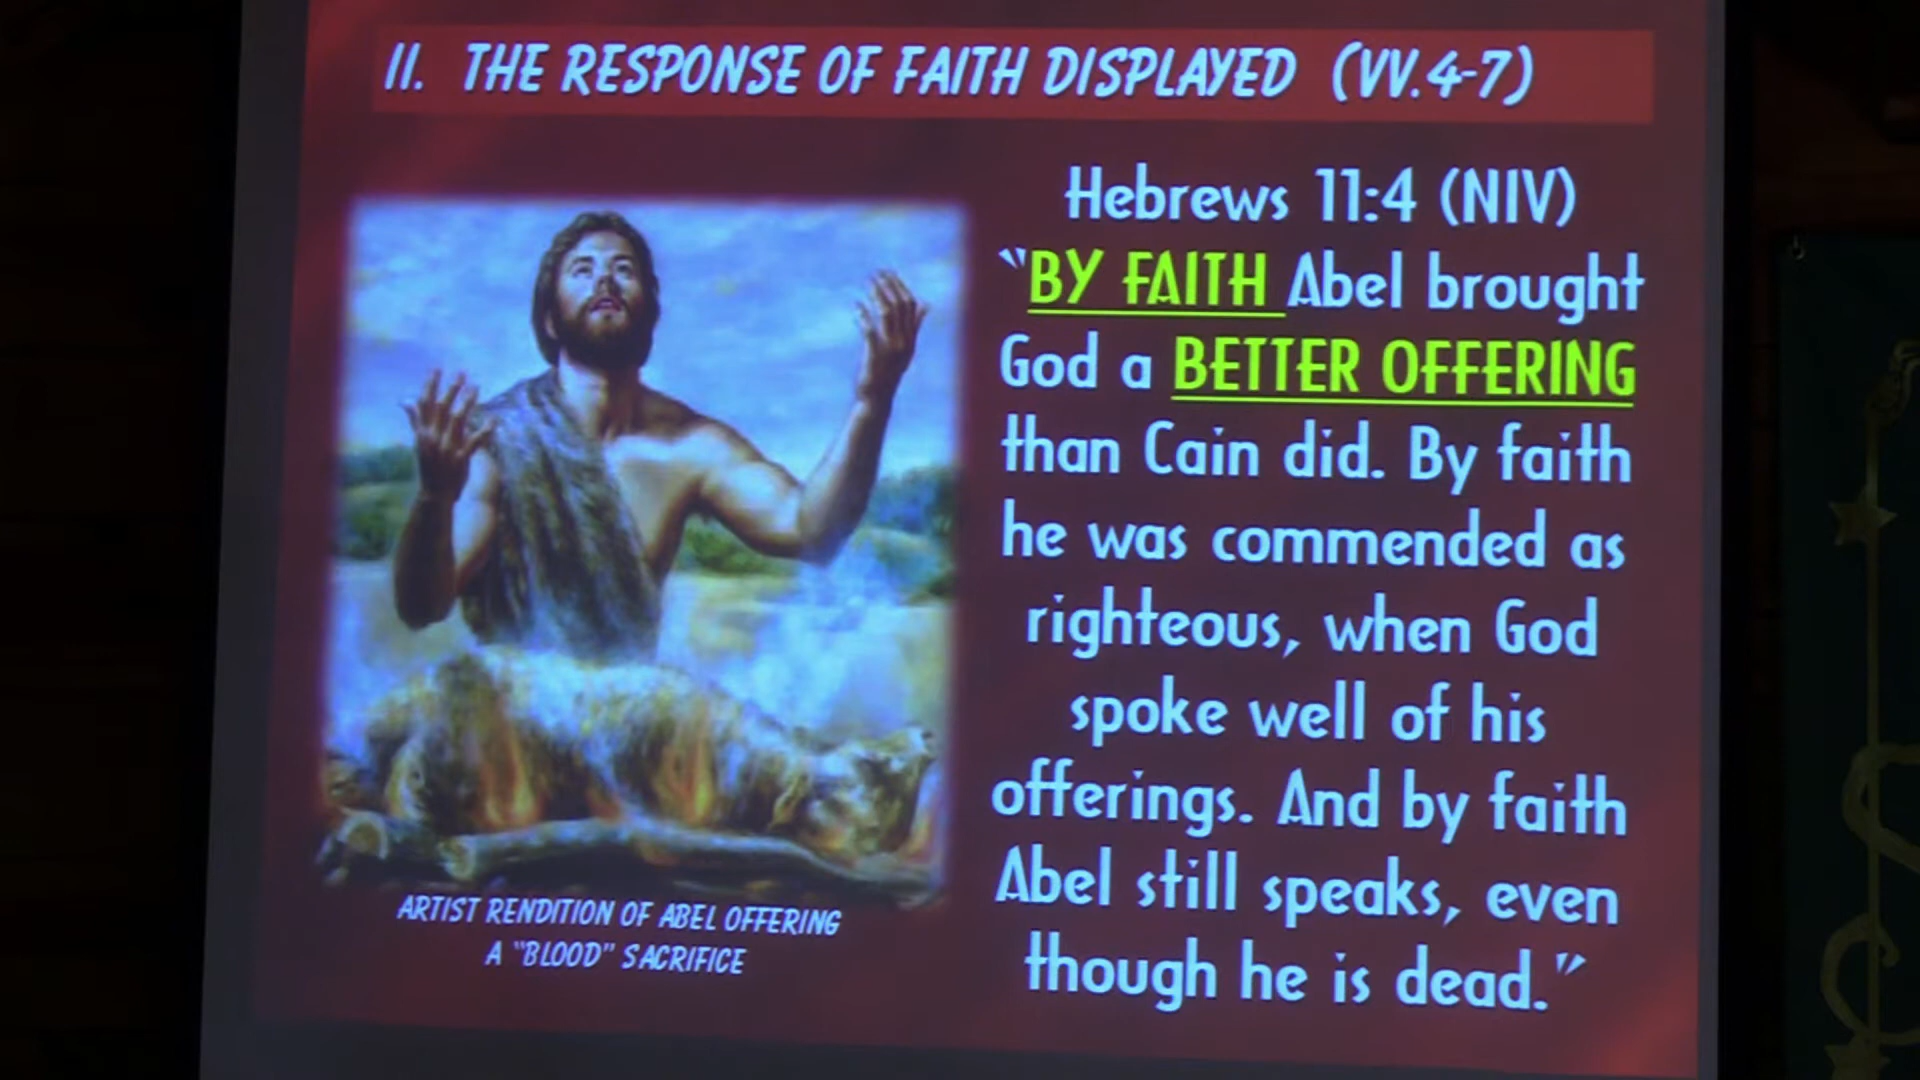 II. THE RESPONSE OF FAITH DISPLAYED (VV.4-7)
Hebrews 11:4 (NIV)
“BY FAITH Abel brought
God a BETTER OFFERING
than Cain did. By faith
he was commended as
righteous, when God
spoke well of his
offerings. And by faith
Abel still speaks, even
though he is dead.”
ARTIST RENDITION OF ABEL OFFERING
A “BLOOD” SACRIFICE